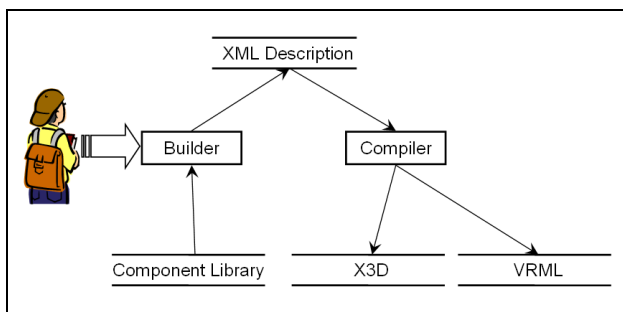 XML Description
Builder
Compiler
Component Library
X3D
VRML